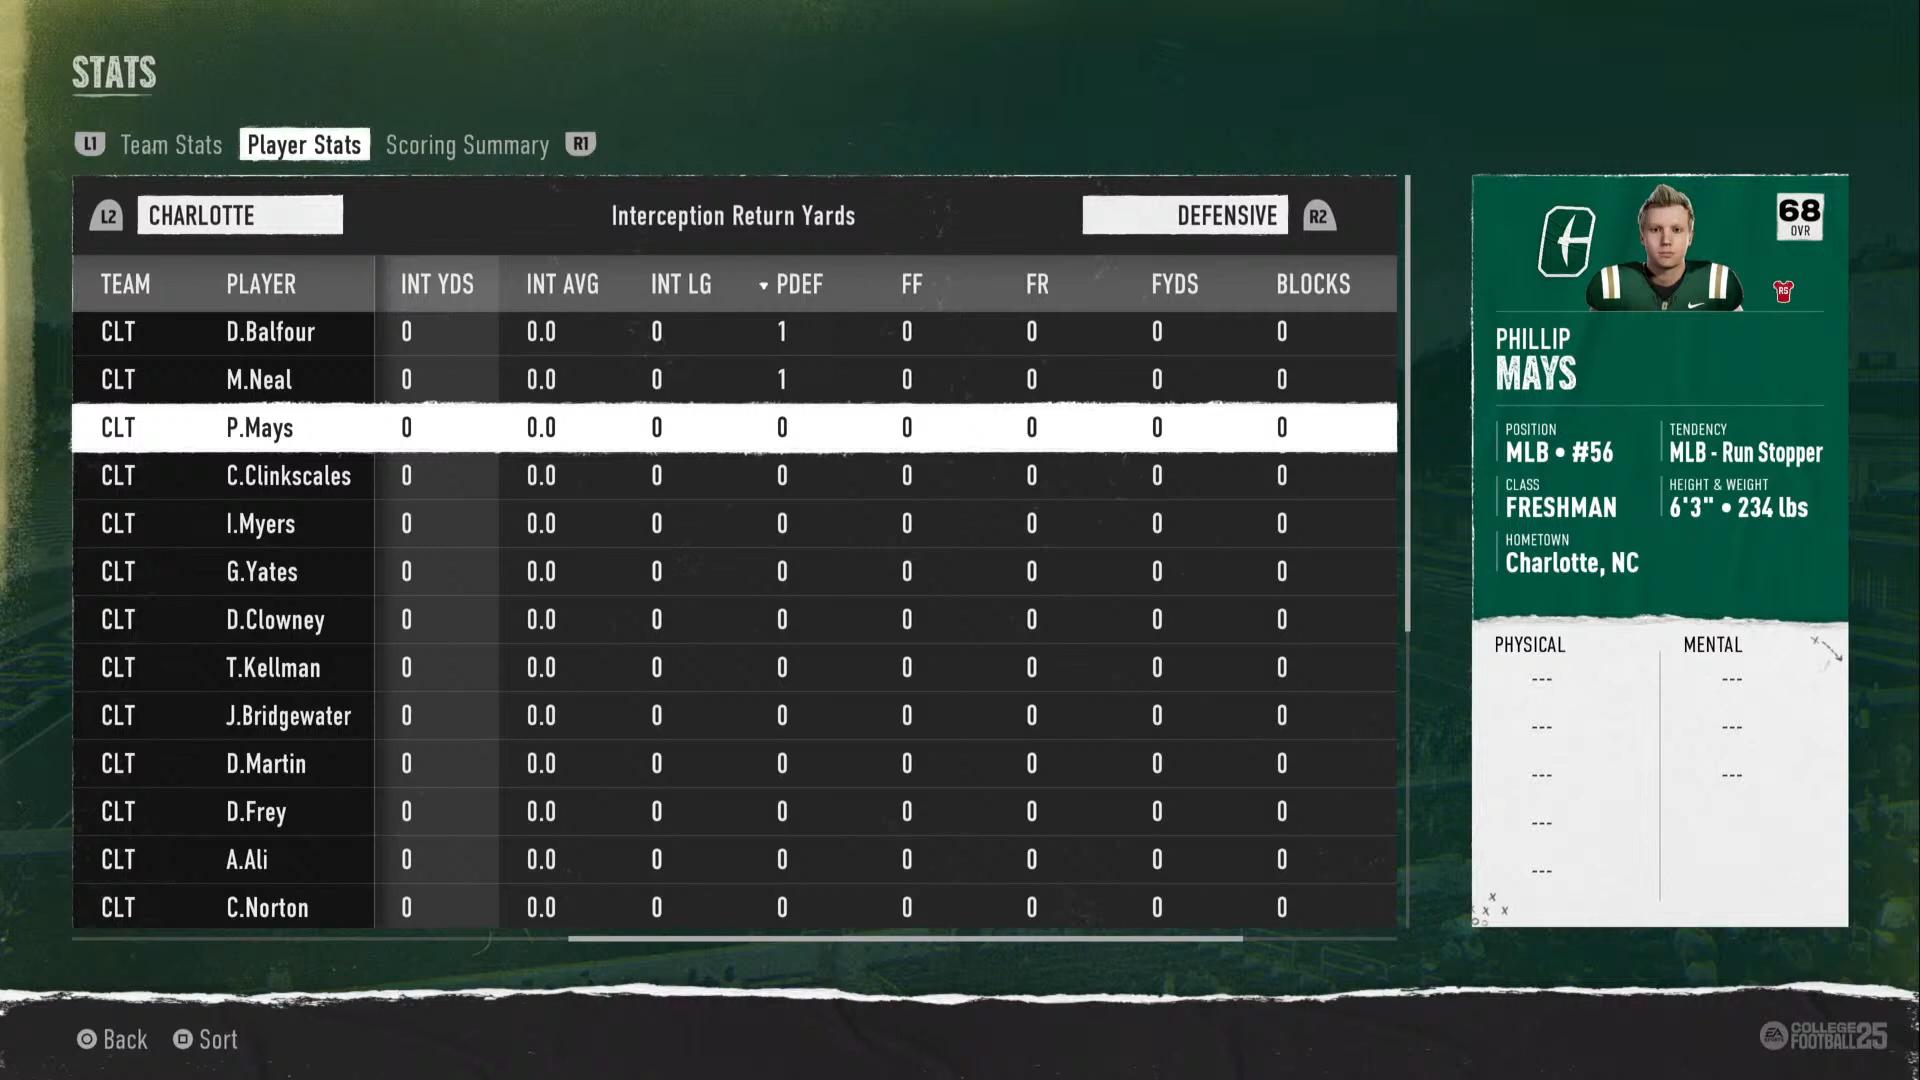 STATS
L1 Team Stats Player Stats Scoring Summary R1
L2 CHARLOTTE Interception Return Yards DEFENSIVE R2
TEAM PLAYER INT YDS INT AVG INT LG PDEF FF FR FYDS BLOCKS
CLT D.Balfour 0 0.0 0 1 0 0 0 0
CLT M.Neal 0 0.0 0 1 0 0 0 0
CLT P.Mays 0 0.0 0 0 0 0 0 0
CLT C.Clinkscales 0 0.0 0 0 0 0 0 0
CLT I.Myers 0 0.0 0 0 0 0 0 0
CLT G.Yates 0 0.0 0 0 0 0 0 0
CLT D.Clowney 0 0.0 0 0 0 0 0 0
CLT T.Kellman 0 0.0 0 0 0 0 0 0
CLT J.Bridgewater 0 0.0 0 0 0 0 0 0
CLT D.Martin 0 0.0 0 0 0 0 0 0
CLT D.Frey 0 0.0 0 0 0 0 0 0
CLT A.Ali 0 0.0 0 0 0 0 0 0
CLT C.Norton 0 0.0 0 0 0 0 0 0
68
OVR
RS
PHILLIP
MAYS
POSITION TENDENCY
MLB • #56 MLB - Run Stopper
CLASS HEIGHT & WEIGHT
FRESHMAN 6'3" • 234 lbs
HOMETOWN
Charlotte, NC
PHYSICAL MENTAL
--- ---
--- ---
--- ---
---
---
Back Sort
EA SPORTS COLLEGE FOOTBALL 25